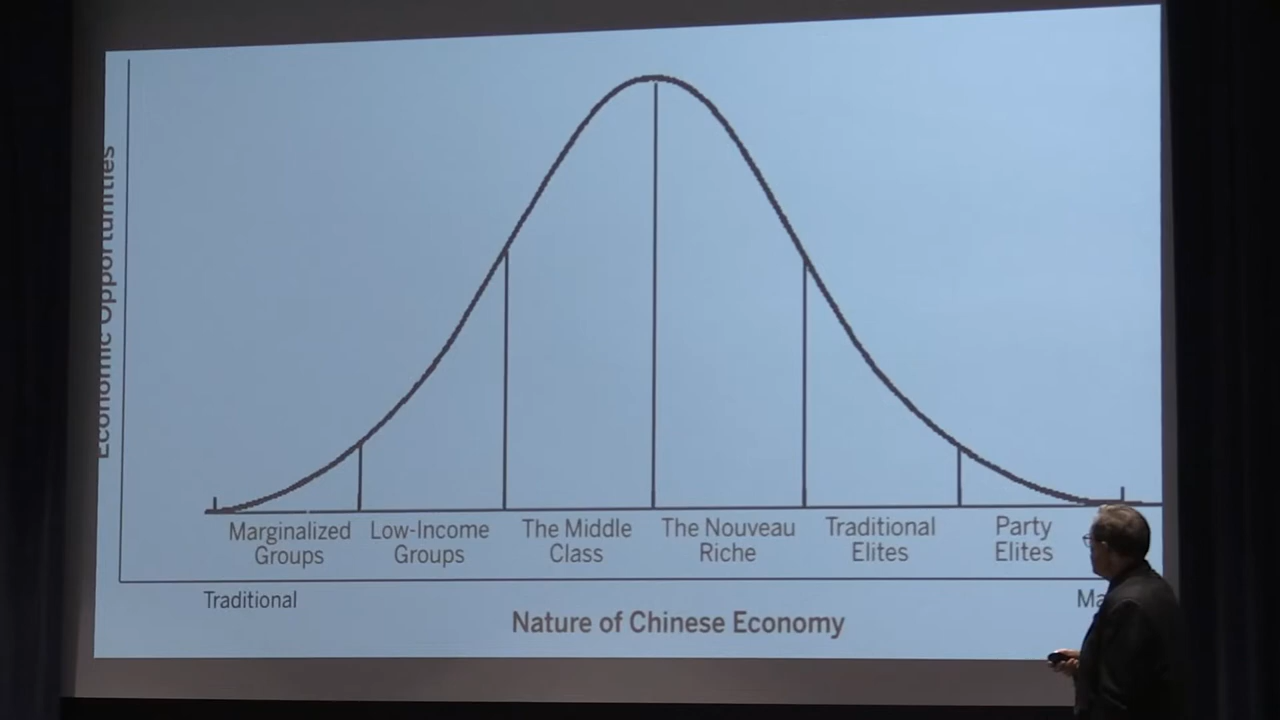 Economic Opportunities
Marginalized
Groups
Low-Income
Groups
The Middle
Class
The Nouveau
Riche
Traditional
Elites
Party
Elites
Traditional
Nature of Chinese Economy